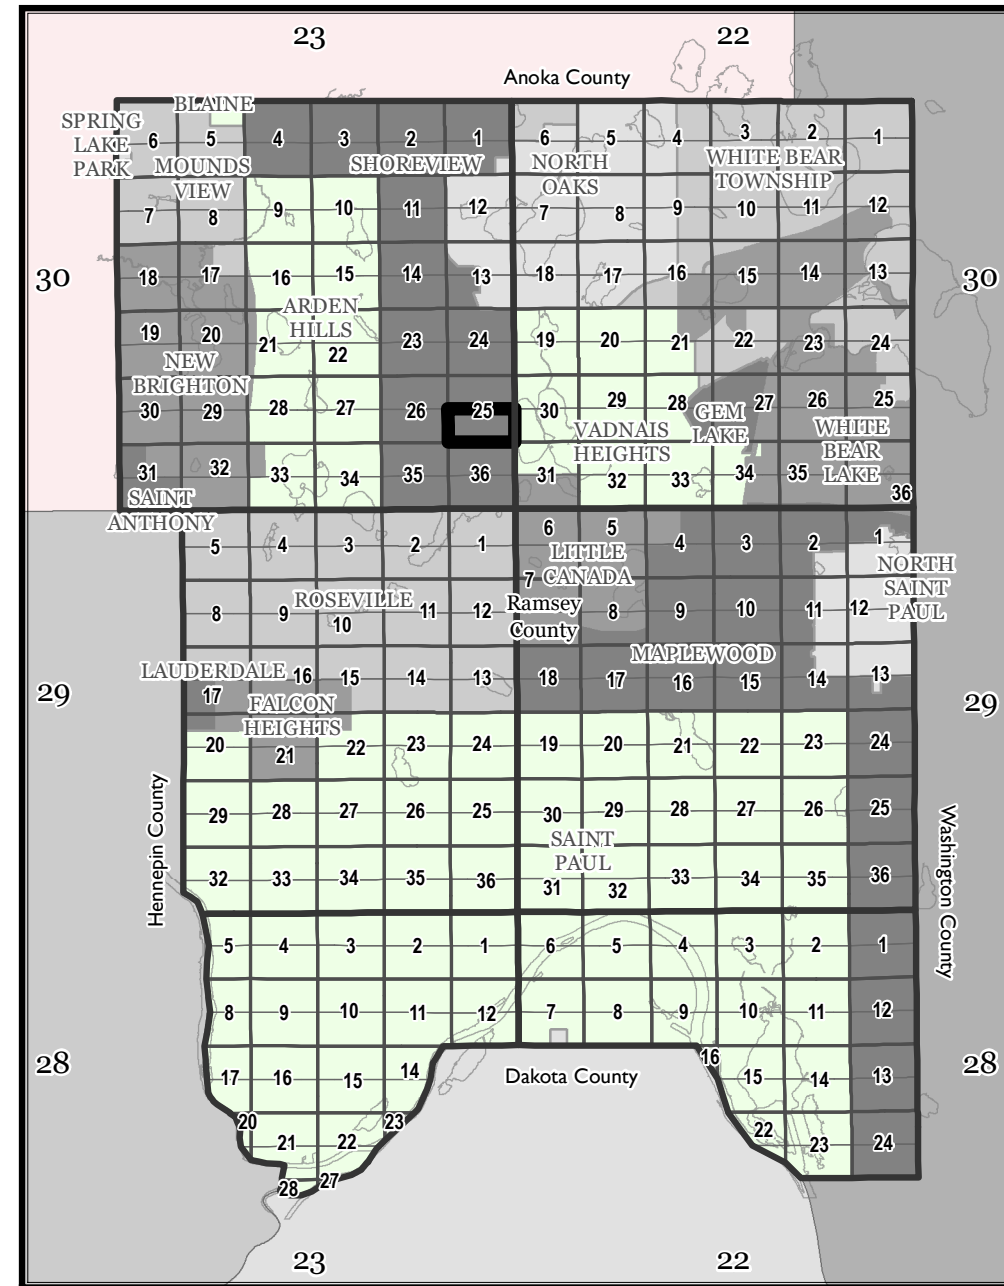 23 22
Anoka County
BLAINE
SPRING
LAKE
PARK
6 5 4 3 2 1 6 5 4 3 2 1
MOUNDS
VIEW
SHOREVIEW
NORTH
OAKS
WHITE BEAR
TOWNSHIP
7 8 9 10 11 12 7 8 9 10 11 12
30 18 17 16 15 14 13 18 17 16 15 14 13 30
ARDEN
HILLS
19 20 21 22 23 24 19 20 21 22 23 24
NEW
BRIGHTON
30 29 28 27 26 25 30 29 28 27 26 25
VADNAIS
HEIGHTS
GEM
LAKE
WHITE
BEAR
LAKE
31 32 33 34 35 36 31 32 33 34 35 36
SAINT
ANTHONY
5 4 3 2 1 6 5 4 3 2 1
LITTLE
CANADA
NORTH
SAINT
PAUL
8 9 10 11 12 7 8 9 10 11 12
ROSEVILLE
Ramsey
County
MAPLEWOOD
LAUDERDALE
17 16 15 14 13 18 17 16 15 14 13
29 29
FALCON
HEIGHTS
20 21 22 23 24 19 20 21 22 23 24
29 28 27 26 25 30 29 28 27 26 25
Hennepin County
Washington County
SAINT
PAUL
32 33 34 35 36 31 32 33 34 35 36
5 4 3 2 1 6 5 4 3 2 1
8 9 10 11 12 7 8 9 10 11 12
28 28
17 16 15 14 16 15 14 13
Dakota County
20 21 22 23 22 23 24
28 27
23 22